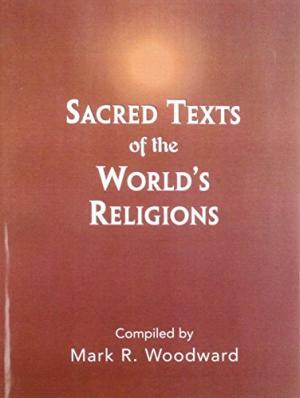 SACRED TEXTS
of the
WORLD'S
RELIGIONS
Compiled by
Mark R. Woodward